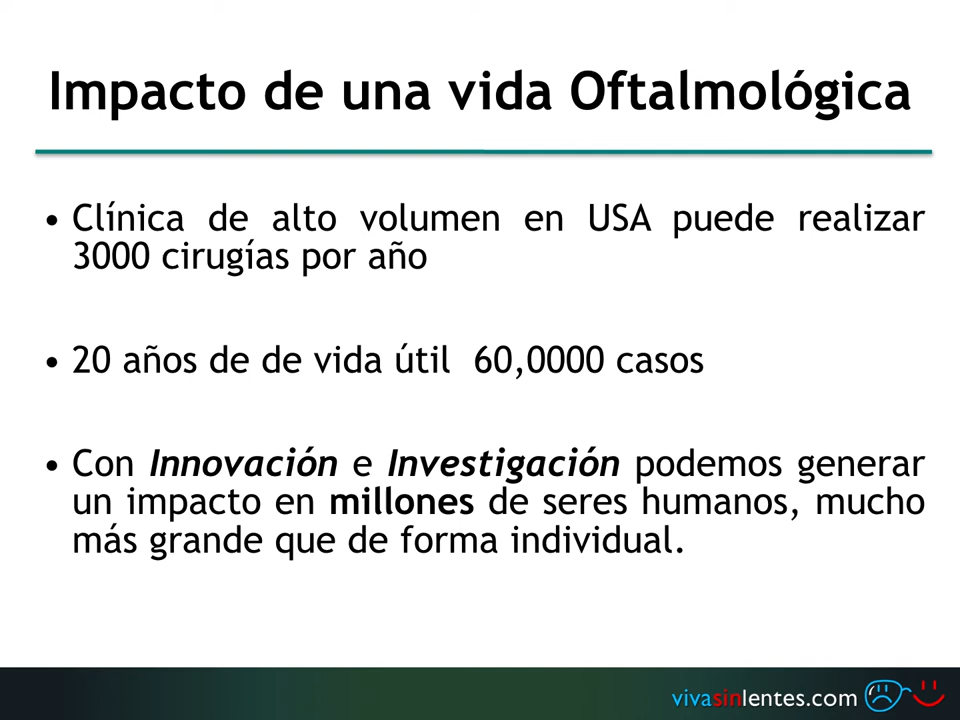 Impacto de una vida Oftalmológica
• Clínica de alto volumen en USA puede realizar
3000 cirugías por año
• 20 años de de vida útil 60,0000 casos
• Con Innovación e Investigación podemos generar
un impacto en millones de seres humanos, mucho
más grande que de forma individual.
vivasinlentes.com